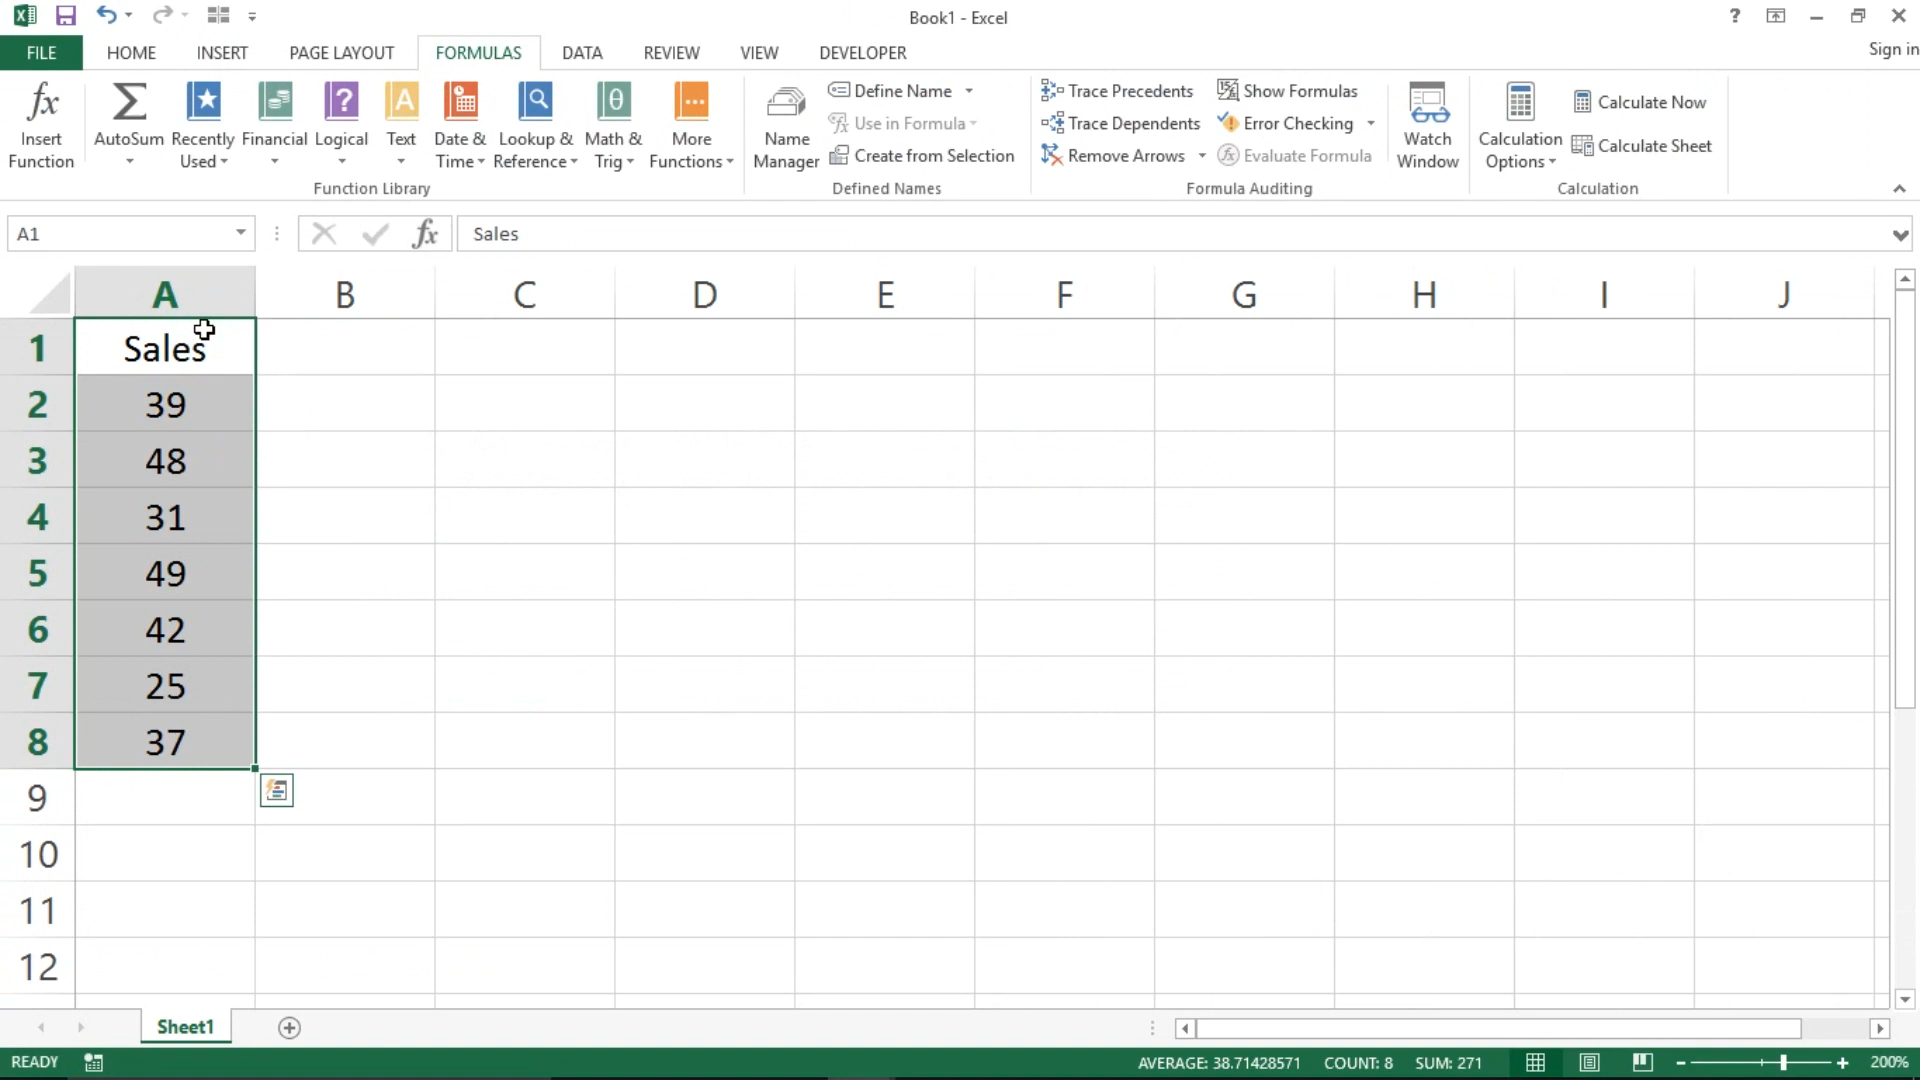 Book1 - Excel
?
FILE HOME INSERT PAGE LAYOUT FORMULAS DATA REVIEW VIEW DEVELOPER Sign in
Insert Function
AutoSum
Recently Used
Financial
Logical
Text
Date & Time
Lookup & Reference
Math & Trig
More Functions
Function Library
Name Manager
Define Name
Use in Formula
Create from Selection
Defined Names
Trace Precedents
Trace Dependents
Remove Arrows
Show Formulas
Error Checking
Evaluate Formula
Formula Auditing
Watch Window
Calculation Options
Calculate Now
Calculate Sheet
Calculation
A1 fx Sales
A B C D E F G H I J
1 Sales
2 39
3 48
4 31
5 49
6 42
7 25
8 37
9
10
11
12
Sheet1
READY AVERAGE: 38.71428571 COUNT: 8 SUM: 271 200%